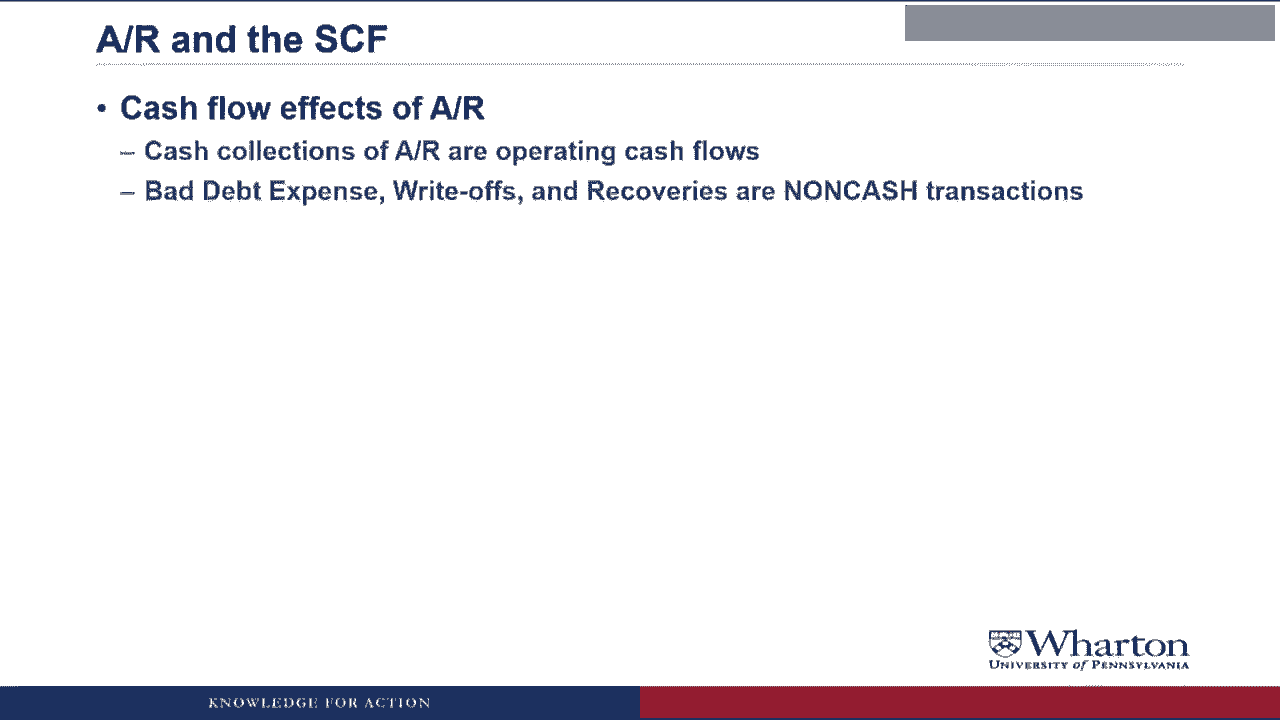 A/R and the SCF
• Cash flow effects of A/R
– Cash collections of A/R are operating cash flows
– Bad Debt Expense, Write-offs, and Recoveries are NONCASH transactions
Wharton
UNIVERSITY of PENNSYLVANIA
KNOWLEDGE FOR ACTION